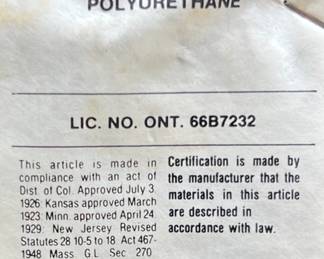 POLYURETHANE
LIC. NO. ONT. 66B7232
This article is made in
compliance with an act of
Dist. of Col. Approved July 3.
1926: Kansas approved March
1923: Minn. approved April 24.
1929: New Jersey Revised
Statutes 28 10-5 to 18. Act 467-
1948 Mass. G.L. Sec 270
Certification is made by
the manufacturer that the
materials in this article
are described in
accordance with law.